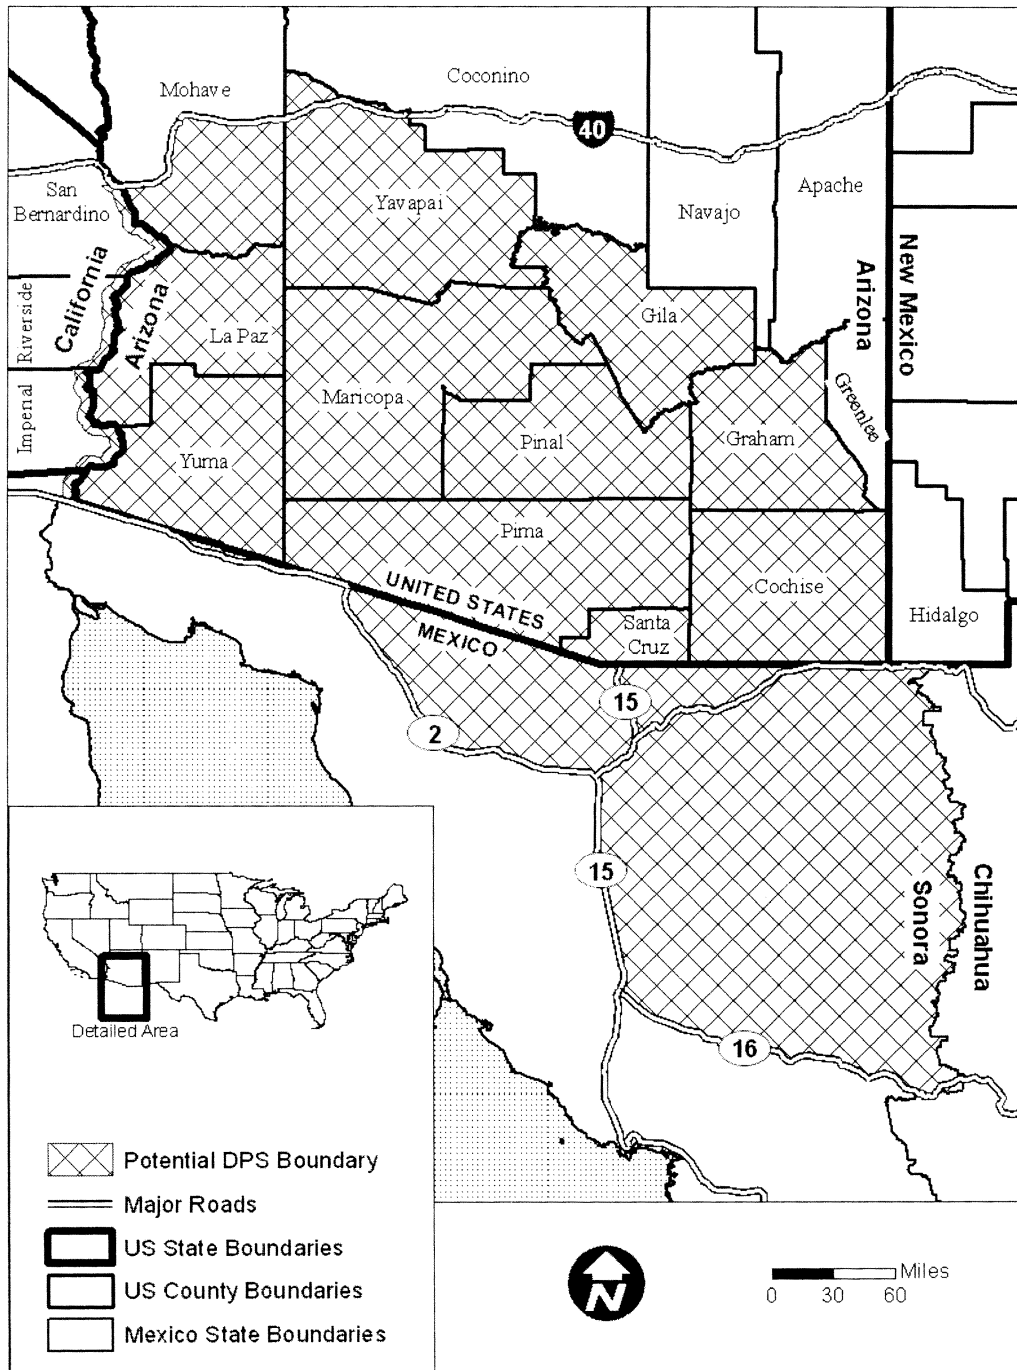 Mohave
Coconino
40
San
Bernardino
Yavapai
Navajo
Apache
California
Arizona
Arizona
New Mexico
Riverside
La Paz
Gila
Imperial
Maricopa
Greenlee
Yuma
Pinal
Graham
Pima
Cochise
UNITED STATES
MEXICO
Santa
Cruz
Hidalgo
15
2
15
Sonora
Chihuahua
16
Detailed Area
Potential DPS Boundary
Major Roads
US State Boundaries
US County Boundaries
Mexico State Boundaries
N
Miles
0 30 60